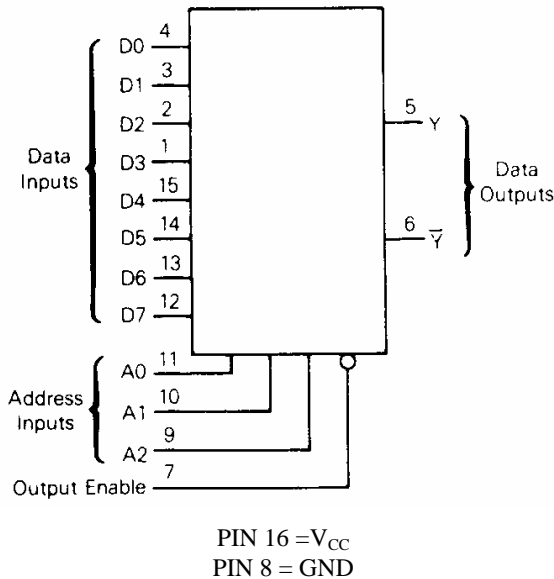 D0 4
D1 3
D2 2
D3 1
D4 15
D5 14
D6 13
D7 12
Data
Inputs
5 Y
6 Y̅
Data
Outputs
A0 11
A1 10
A2 9
Address
Inputs
Output Enable 7
PIN 16 =VCC
PIN 8 = GND